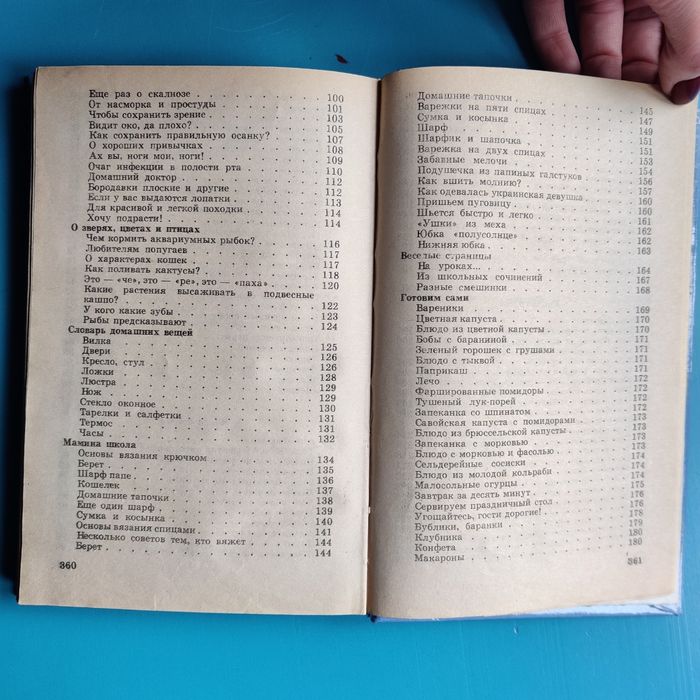 Еще раз о скалиозе 100
От насморка и простуды 101
Чтобы сохранить зрение 103
Видит око, да плохо? 105
Как сохранить правильную осанку? 107
О хороших привычках 108
Ах вы, ноги мои, ноги! 109
Очаг инфекции в полости рта 110
Домашний доктор 112
Бородавки плоские и другие 112
Если у вас выдаются лопатки 113
Для красивой и легкой походки 114
Хочу подрасти! 114
О зверях, цветах и птицах
Чем кормить аквариумных рыбок? 116
Любителям попугаев 117
О характерах кошек 117
Как поливать кактусы? 118
Это — «че», это — «ре», это — «паха» 120
Какие растения высаживать в подвесные
кашпо? 122
У кого какие зубы 123
Рыбы предсказывают 124
Словарь домашних вещей
Вилка 125
Двери 126
Кресло, стул 126
Ложки 128
Люстра 129
Нож 129
Стекло оконное 130
Тарелки и салфетки 131
Термос 131
Часы 132
Мамина школа
Основы вязания крючком 134
Берет 135
Шарф папе 136
Кошелек 137
Домашние тапочки 138
Еще один шарф 139
Сумка и косынка 140
Основы вязания спицами 141
Несколько советов тем, кто вяжет 144
Берет 144
360
Домашние тапочки 145
Варежки на пяти спицах 147
Сумка и косынка 149
Шарф 151
Шарфик и шапочка 151
Варежка на двух спицах 153
Забавные мелочи 154
Подушечка из папиных галстуков 156
Как вшить молнию? 157
Как одевалась украинская девушка 160
Пришьем пуговицу 160
Шьется быстро и легко 161
«Ушки» из меха 161
Юбка «полусолнце» 162
Нижняя юбка 163
Веселые страницы
На уроках... 164
Из школьных сочинений 167
Разные смешинки 168
Готовим сами
Вареники 169
Цветная капуста 170
Блюдо из цветной капусты 170
Бобы с бараниной 171
Зеленый горошек с грушами 171
Блюдо с тыквой 171
Паприкаш 171
Лечо 172
Фаршированные помидоры 172
Тушеный лук-порей 172
Запеканка со шпинатом 172
Савойская капуста с помидорами 173
Блюдо из брюссельской капусты 173
Запеканка с морковью 173
Блюдо с морковью и фасолью 173
Сельдерейные сосиски 174
Блюдо из молодой кольраби 174
Малосольные огурцы 174
Завтрак за десять минут 175
Сервируем праздничный стол 176
Угощайтесь, гости дорогие! 176
Бублики, баранки 178
Клубника 179
Конфета 180
Макароны 180
361